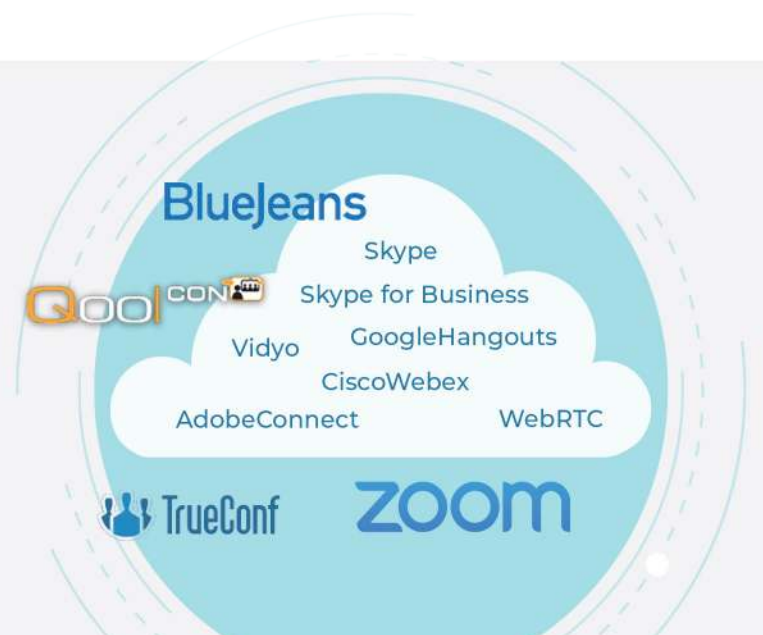 BlueJeans
Skype
Qool CON
Skype for Business
GoogleHangouts
Vidyo
CiscoWebex
AdobeConnect
WebRTC
TrueConf
zoom